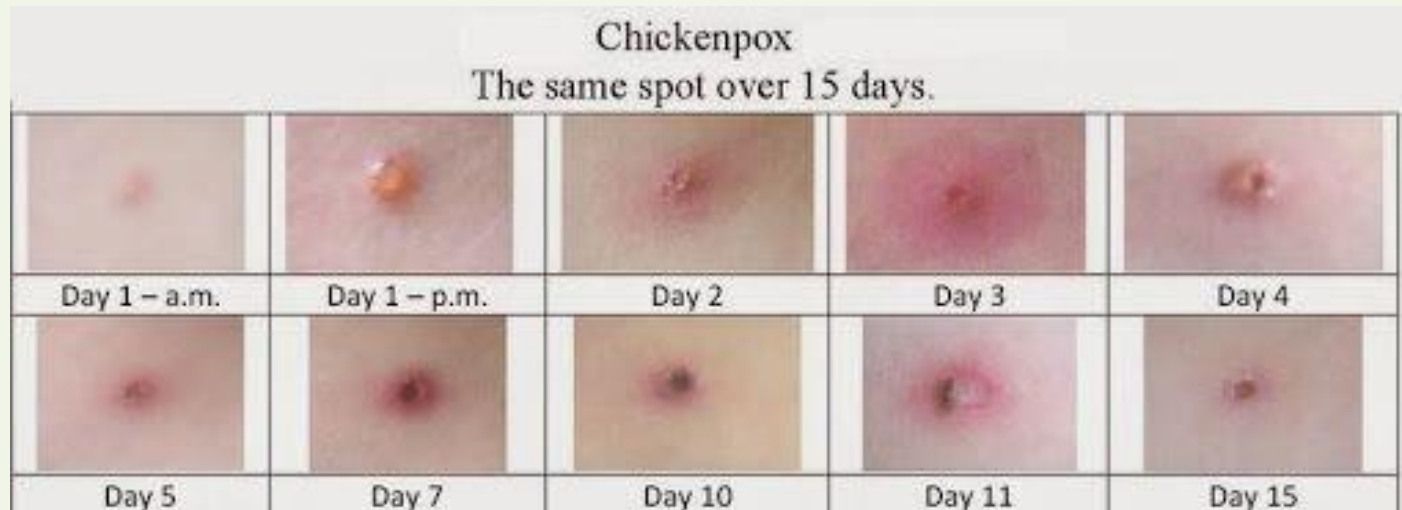 Chickenpox
The same spot over 15 days.
Day 1 – a.m.
Day 1 – p.m.
Day 2
Day 3
Day 4
Day 5
Day 7
Day 10
Day 11
Day 15